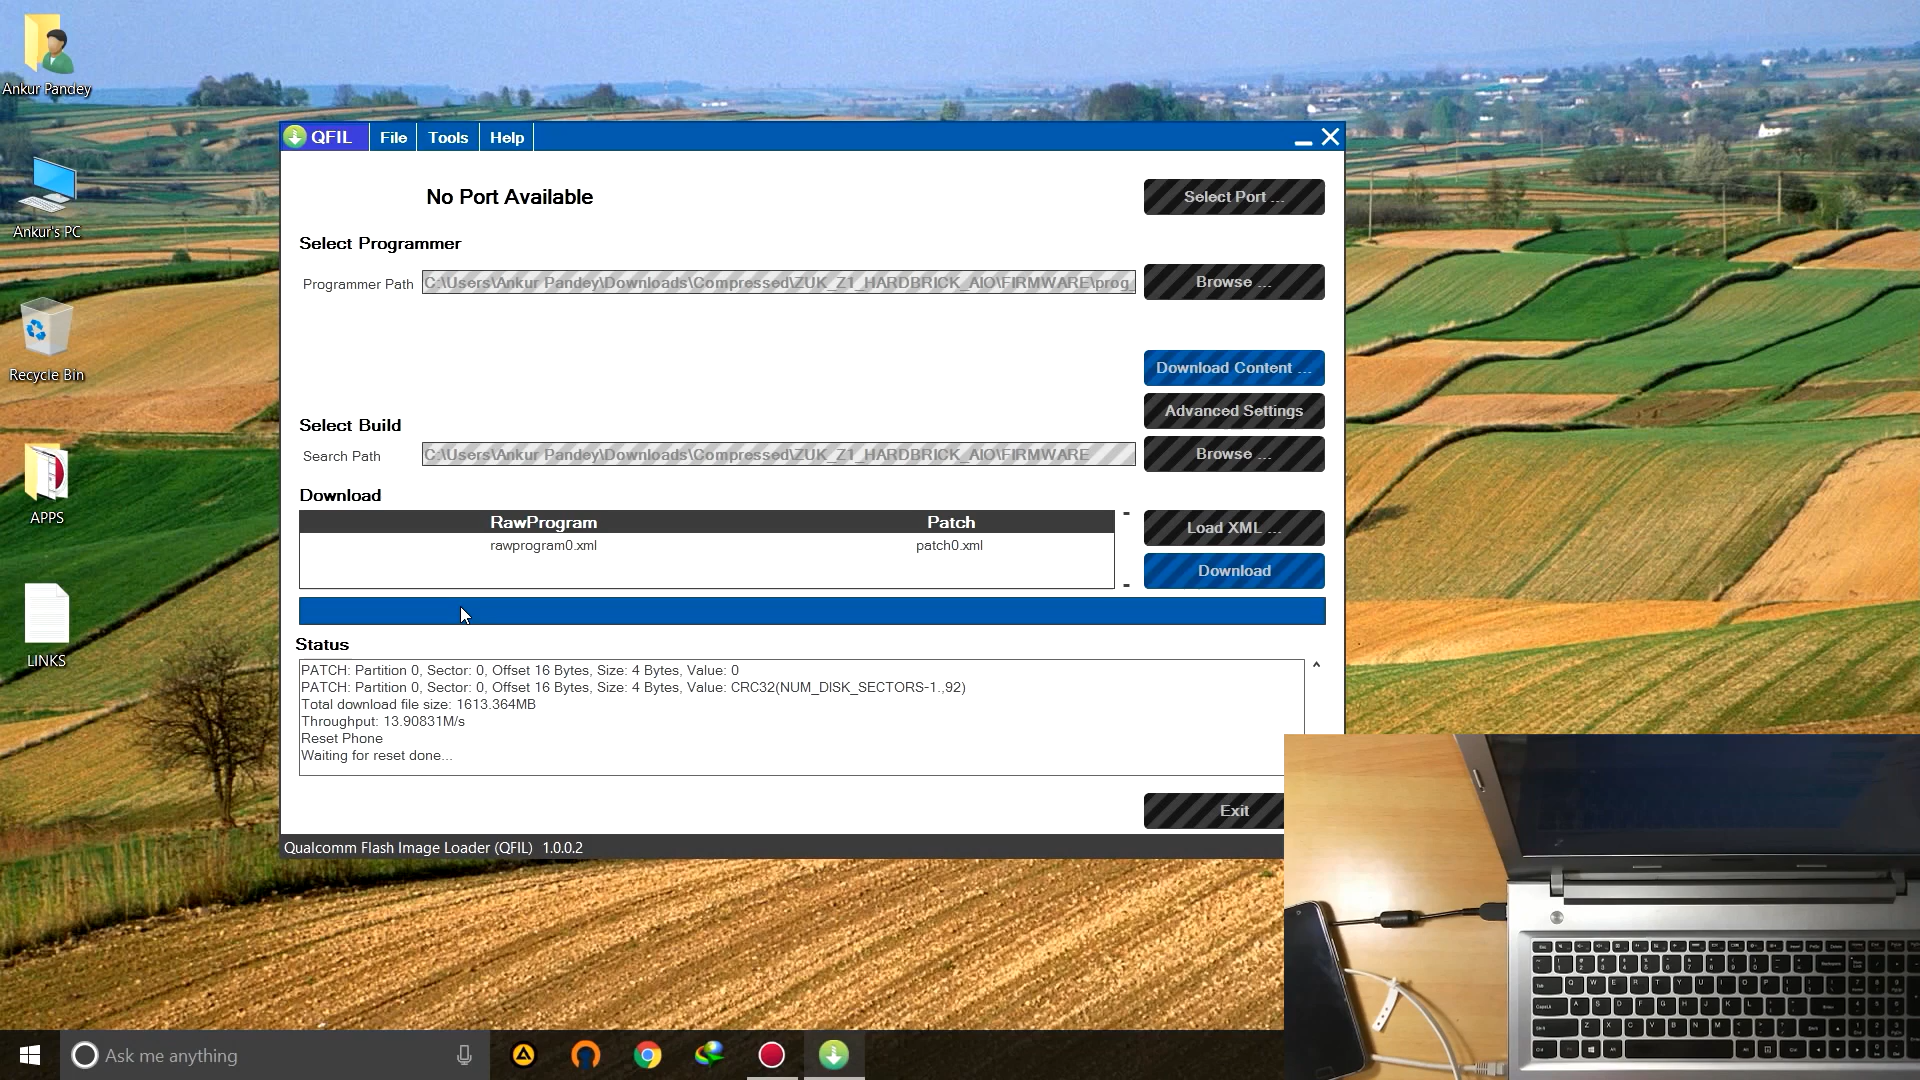 Ankur Pandey
Ankur's PC
Recycle Bin
APPS
LINKS
QFIL
File
Tools
Help
No Port Available
Select Port ...
Select Programmer
Programmer Path
C:\Users\Ankur Pandey\Downloads\Compressed\ZUK_Z1_HARDBRICK_AIO\FIRMWARE\prog_
Browse ...
Download Content ...
Advanced Settings
Select Build
Search Path
C:\Users\Ankur Pandey\Downloads\Compressed\ZUK_Z1_HARDBRICK_AIO\FIRMWARE
Browse ...
Download
RawProgram
Patch
rawprogram0.xml
patch0.xml
Load XML ...
Download
Status
PATCH: Partition 0, Sector: 0, Offset 16 Bytes, Size: 4 Bytes, Value: 0
PATCH: Partition 0, Sector: 0, Offset 16 Bytes, Size: 4 Bytes, Value: CRC32(NUM_DISK_SECTORS-1.,92)
Total download file size: 1613.364MB
Throughput: 13.90831M/s
Reset Phone
Waiting for reset done...
Exit
Qualcomm Flash Image Loader (QFIL) 1.0.0.2
Ask me anything